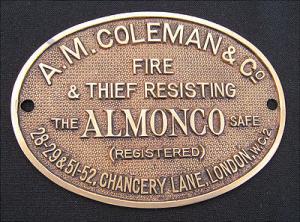 A. M. COLEMAN & Co
FIRE
& THIEF RESISTING
THE ALMONCO SAFE
(REGISTERED)
28-29 & 51-52, CHANCERY LANE, LONDON, W.C.2